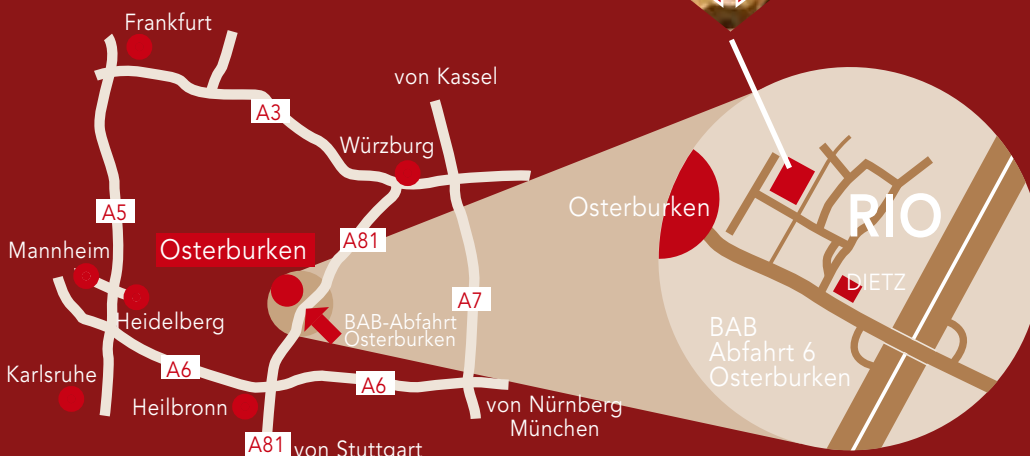 Frankfurt
von Kassel
A3
Würzburg
A5
Osterburken
A81
Mannheim
Osterburken
RIO
DIETZ
A7
Heidelberg
BAB-Abfahrt
Osterburken
BAB
Abfahrt 6
Osterburken
Karlsruhe
A6
A6
Heilbronn
von Nürnberg
München
A81
von Stuttgart